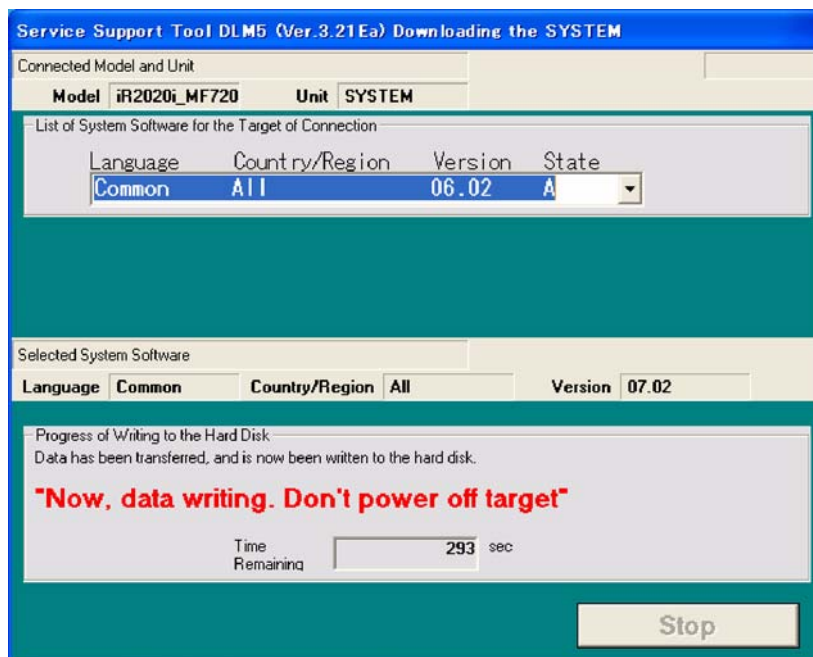 Service Support Tool DLM5 (Ver.3.21Ea) Downloading the SYSTEM
Connected Model and Unit
Model iR2020i_MF720 Unit SYSTEM
List of System Software for the Target of Connection
Language Country/Region Version State
Common All 06.02 A
Selected System Software
Language Common Country/Region All Version 07.02
Progress of Writing to the Hard Disk
Data has been transferred, and is now been written to the hard disk.
"Now, data writing. Don't power off target"
Time
Remaining 293 sec
Stop